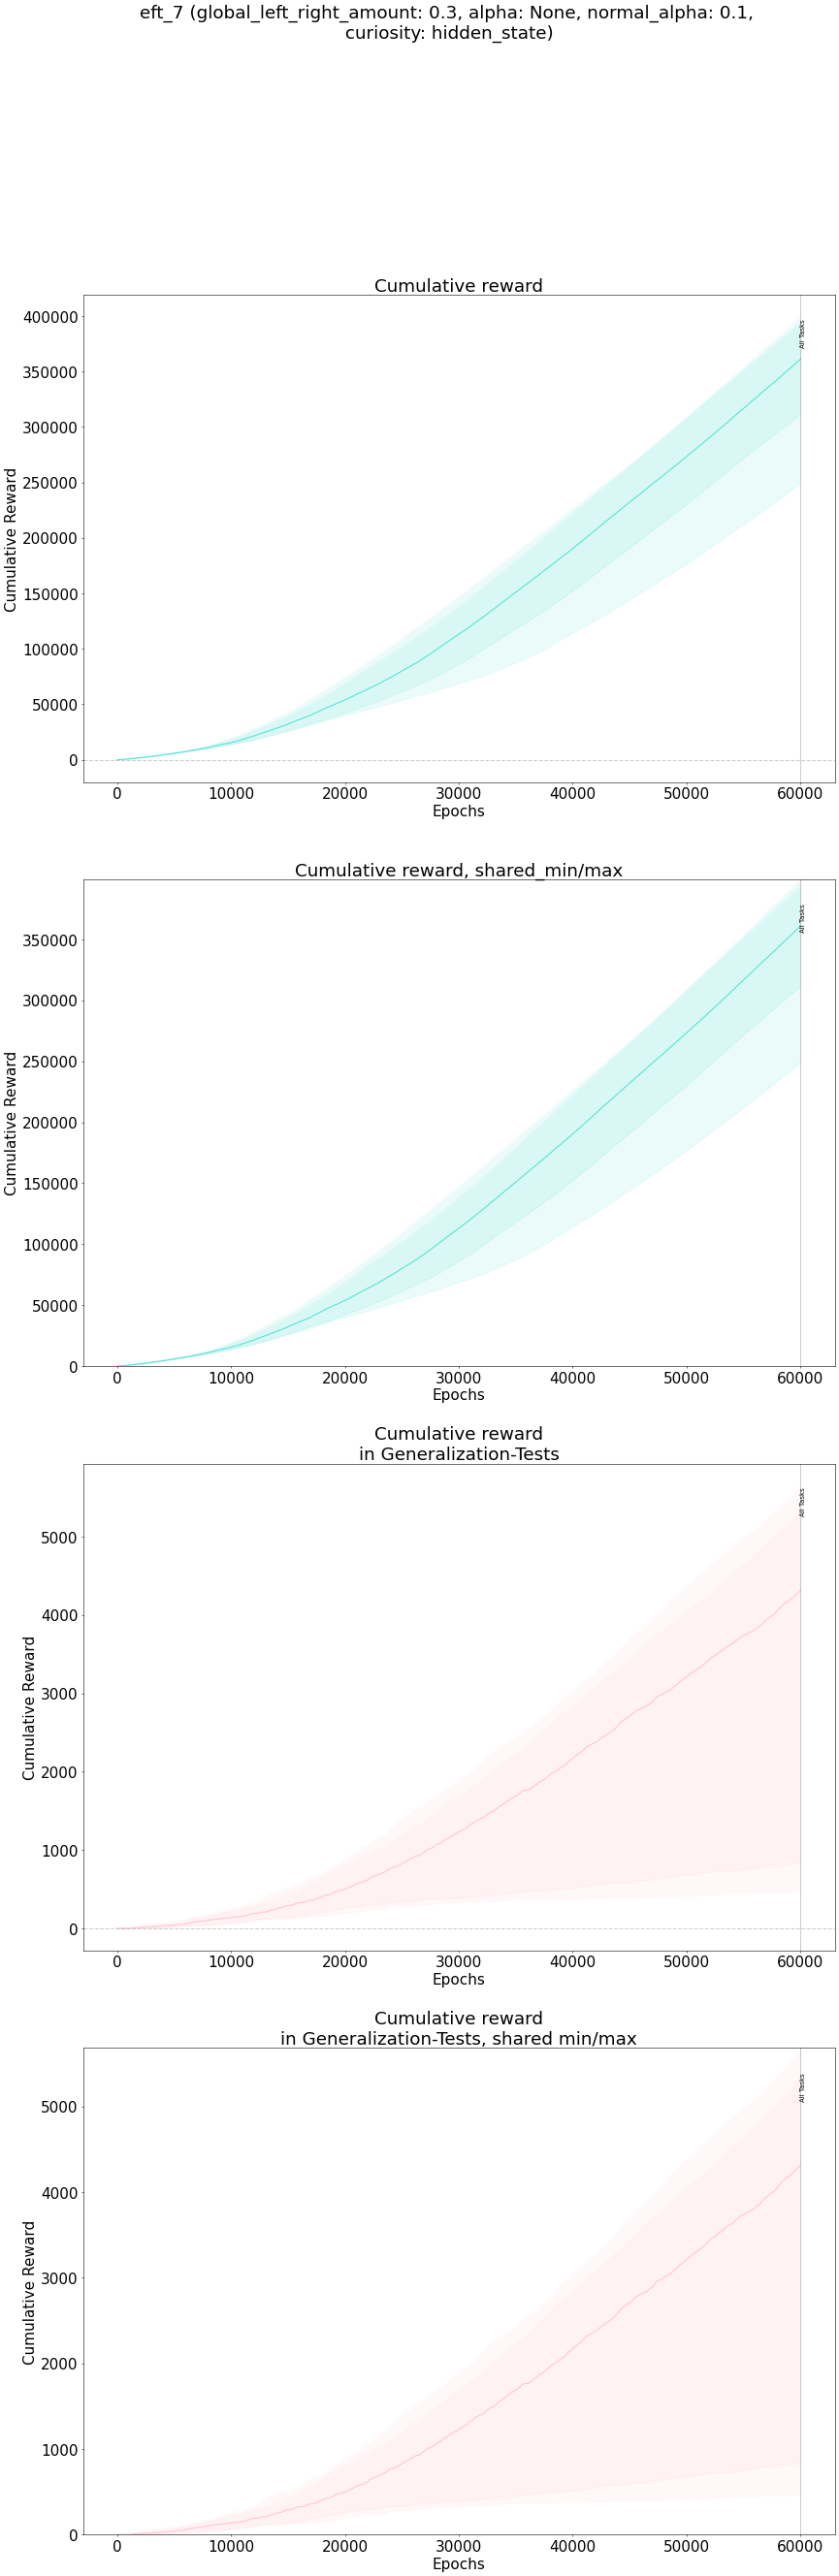 eft_7 (global_left_right_amount: 0.3, alpha: None, normal_alpha: 0.1,
curiosity: hidden_state)
Cumulative reward
400000
350000
300000
250000
200000
150000
100000
50000
0
Cumulative Reward
All Tasks
0 10000 20000 30000 40000 50000 60000
Epochs
Cumulative reward, shared_min/max
350000
300000
250000
200000
150000
100000
50000
0
Cumulative Reward
All Tasks
0 10000 20000 30000 40000 50000 60000
Epochs
Cumulative reward
in Generalization-Tests
5000
4000
3000
2000
1000
0
Cumulative Reward
All Tasks
0 10000 20000 30000 40000 50000 60000
Epochs
Cumulative reward
in Generalization-Tests, shared min/max
5000
4000
3000
2000
1000
0
Cumulative Reward
All Tasks
0 10000 20000 30000 40000 50000 60000
Epochs